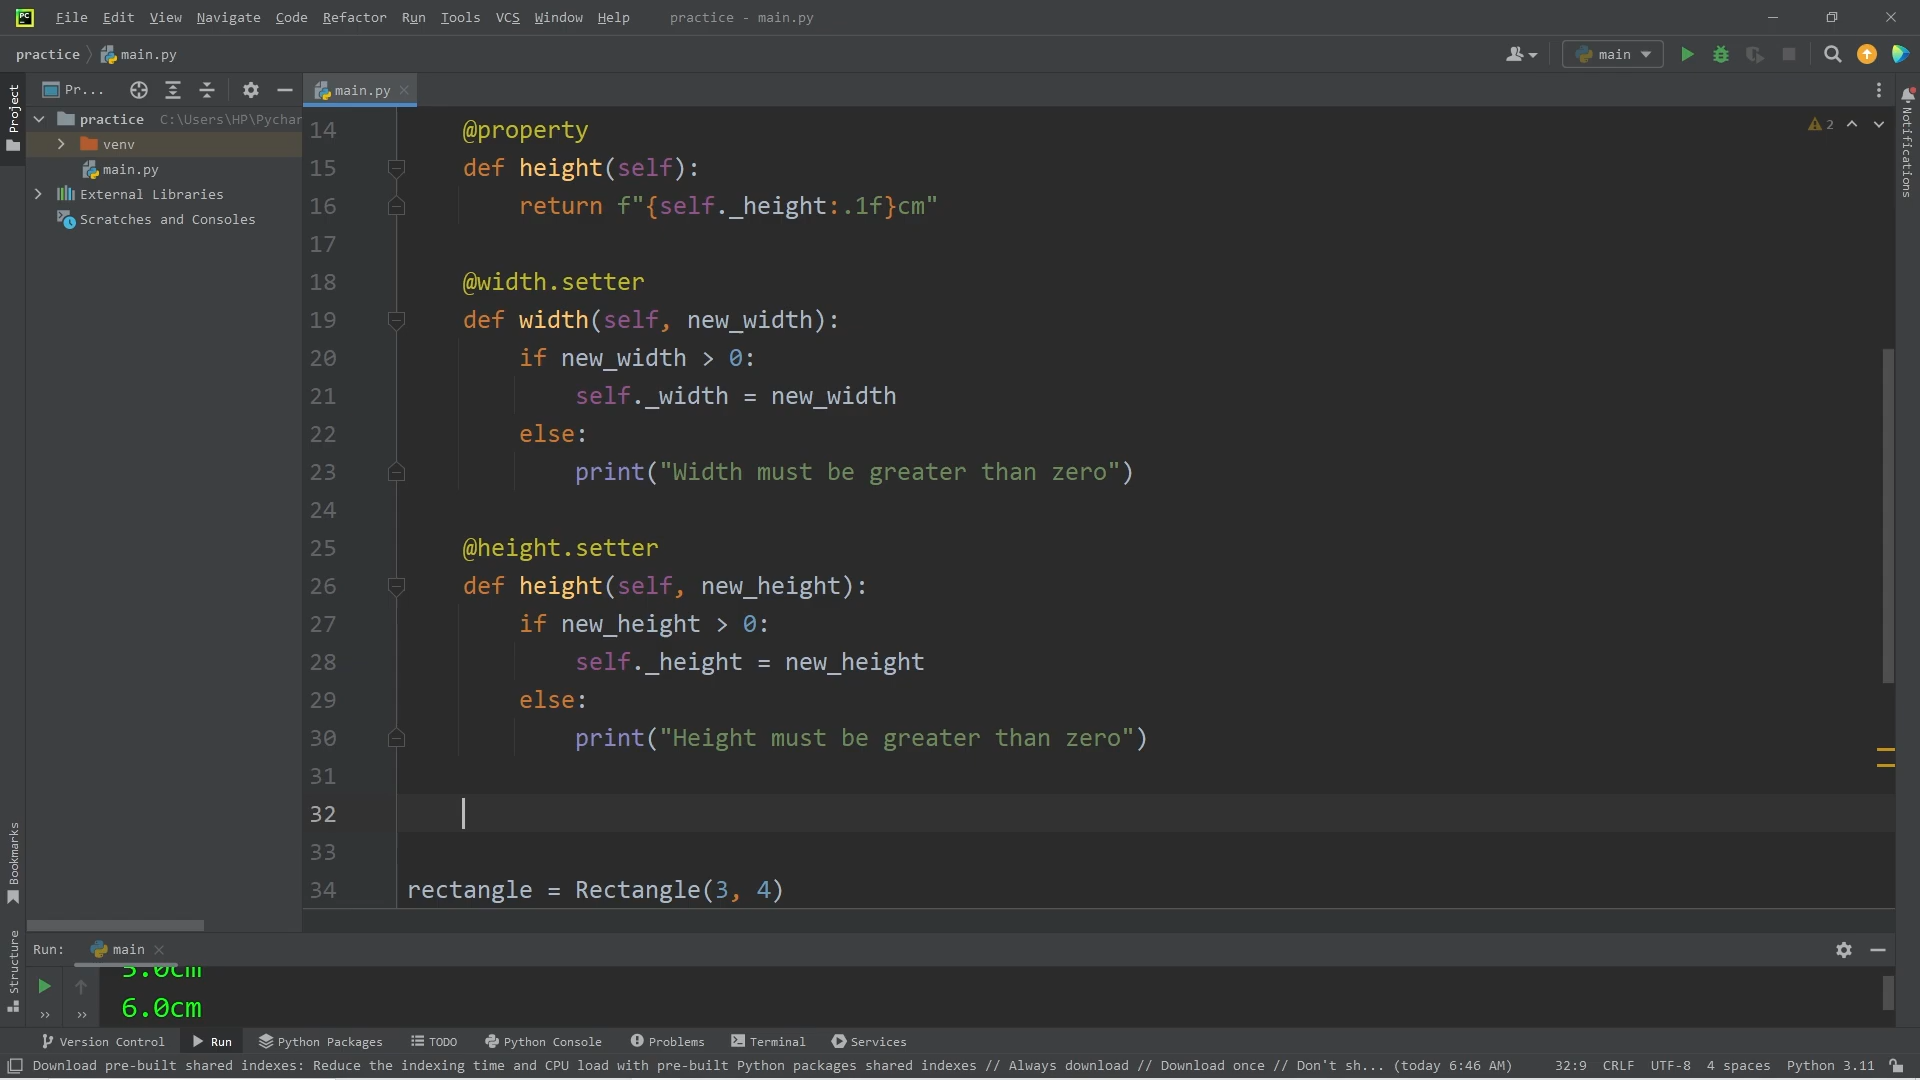 File Edit View Navigate Code Refactor Run Tools VCS Window Help practice - main.py
practice main.py main
Pr... main.py
Project
practice C:\Users\HP\Pychar
venv
main.py
External Libraries
Scratches and Consoles
Bookmarks
Structure
Notifications
2
14 @property
15 def height(self):
16 return f"{self._height:.1f}cm"
17
18 @width.setter
19 def width(self, new_width):
20 if new_width > 0:
21 self._width = new_width
22 else:
23 print("Width must be greater than zero")
24
25 @height.setter
26 def height(self, new_height):
27 if new_height > 0:
28 self._height = new_height
29 else:
30 print("Height must be greater than zero")
31
32
33
34 rectangle = Rectangle(3, 4)
Run: main
5.0cm
6.0cm
Version Control Run Python Packages TODO Python Console Problems Terminal Services
Download pre-built shared indexes: Reduce the indexing time and CPU load with pre-built Python packages shared indexes // Always download // Download once // Don't sh... (today 6:46 AM) 32:9 CRLF UTF-8 4 spaces Python 3.11